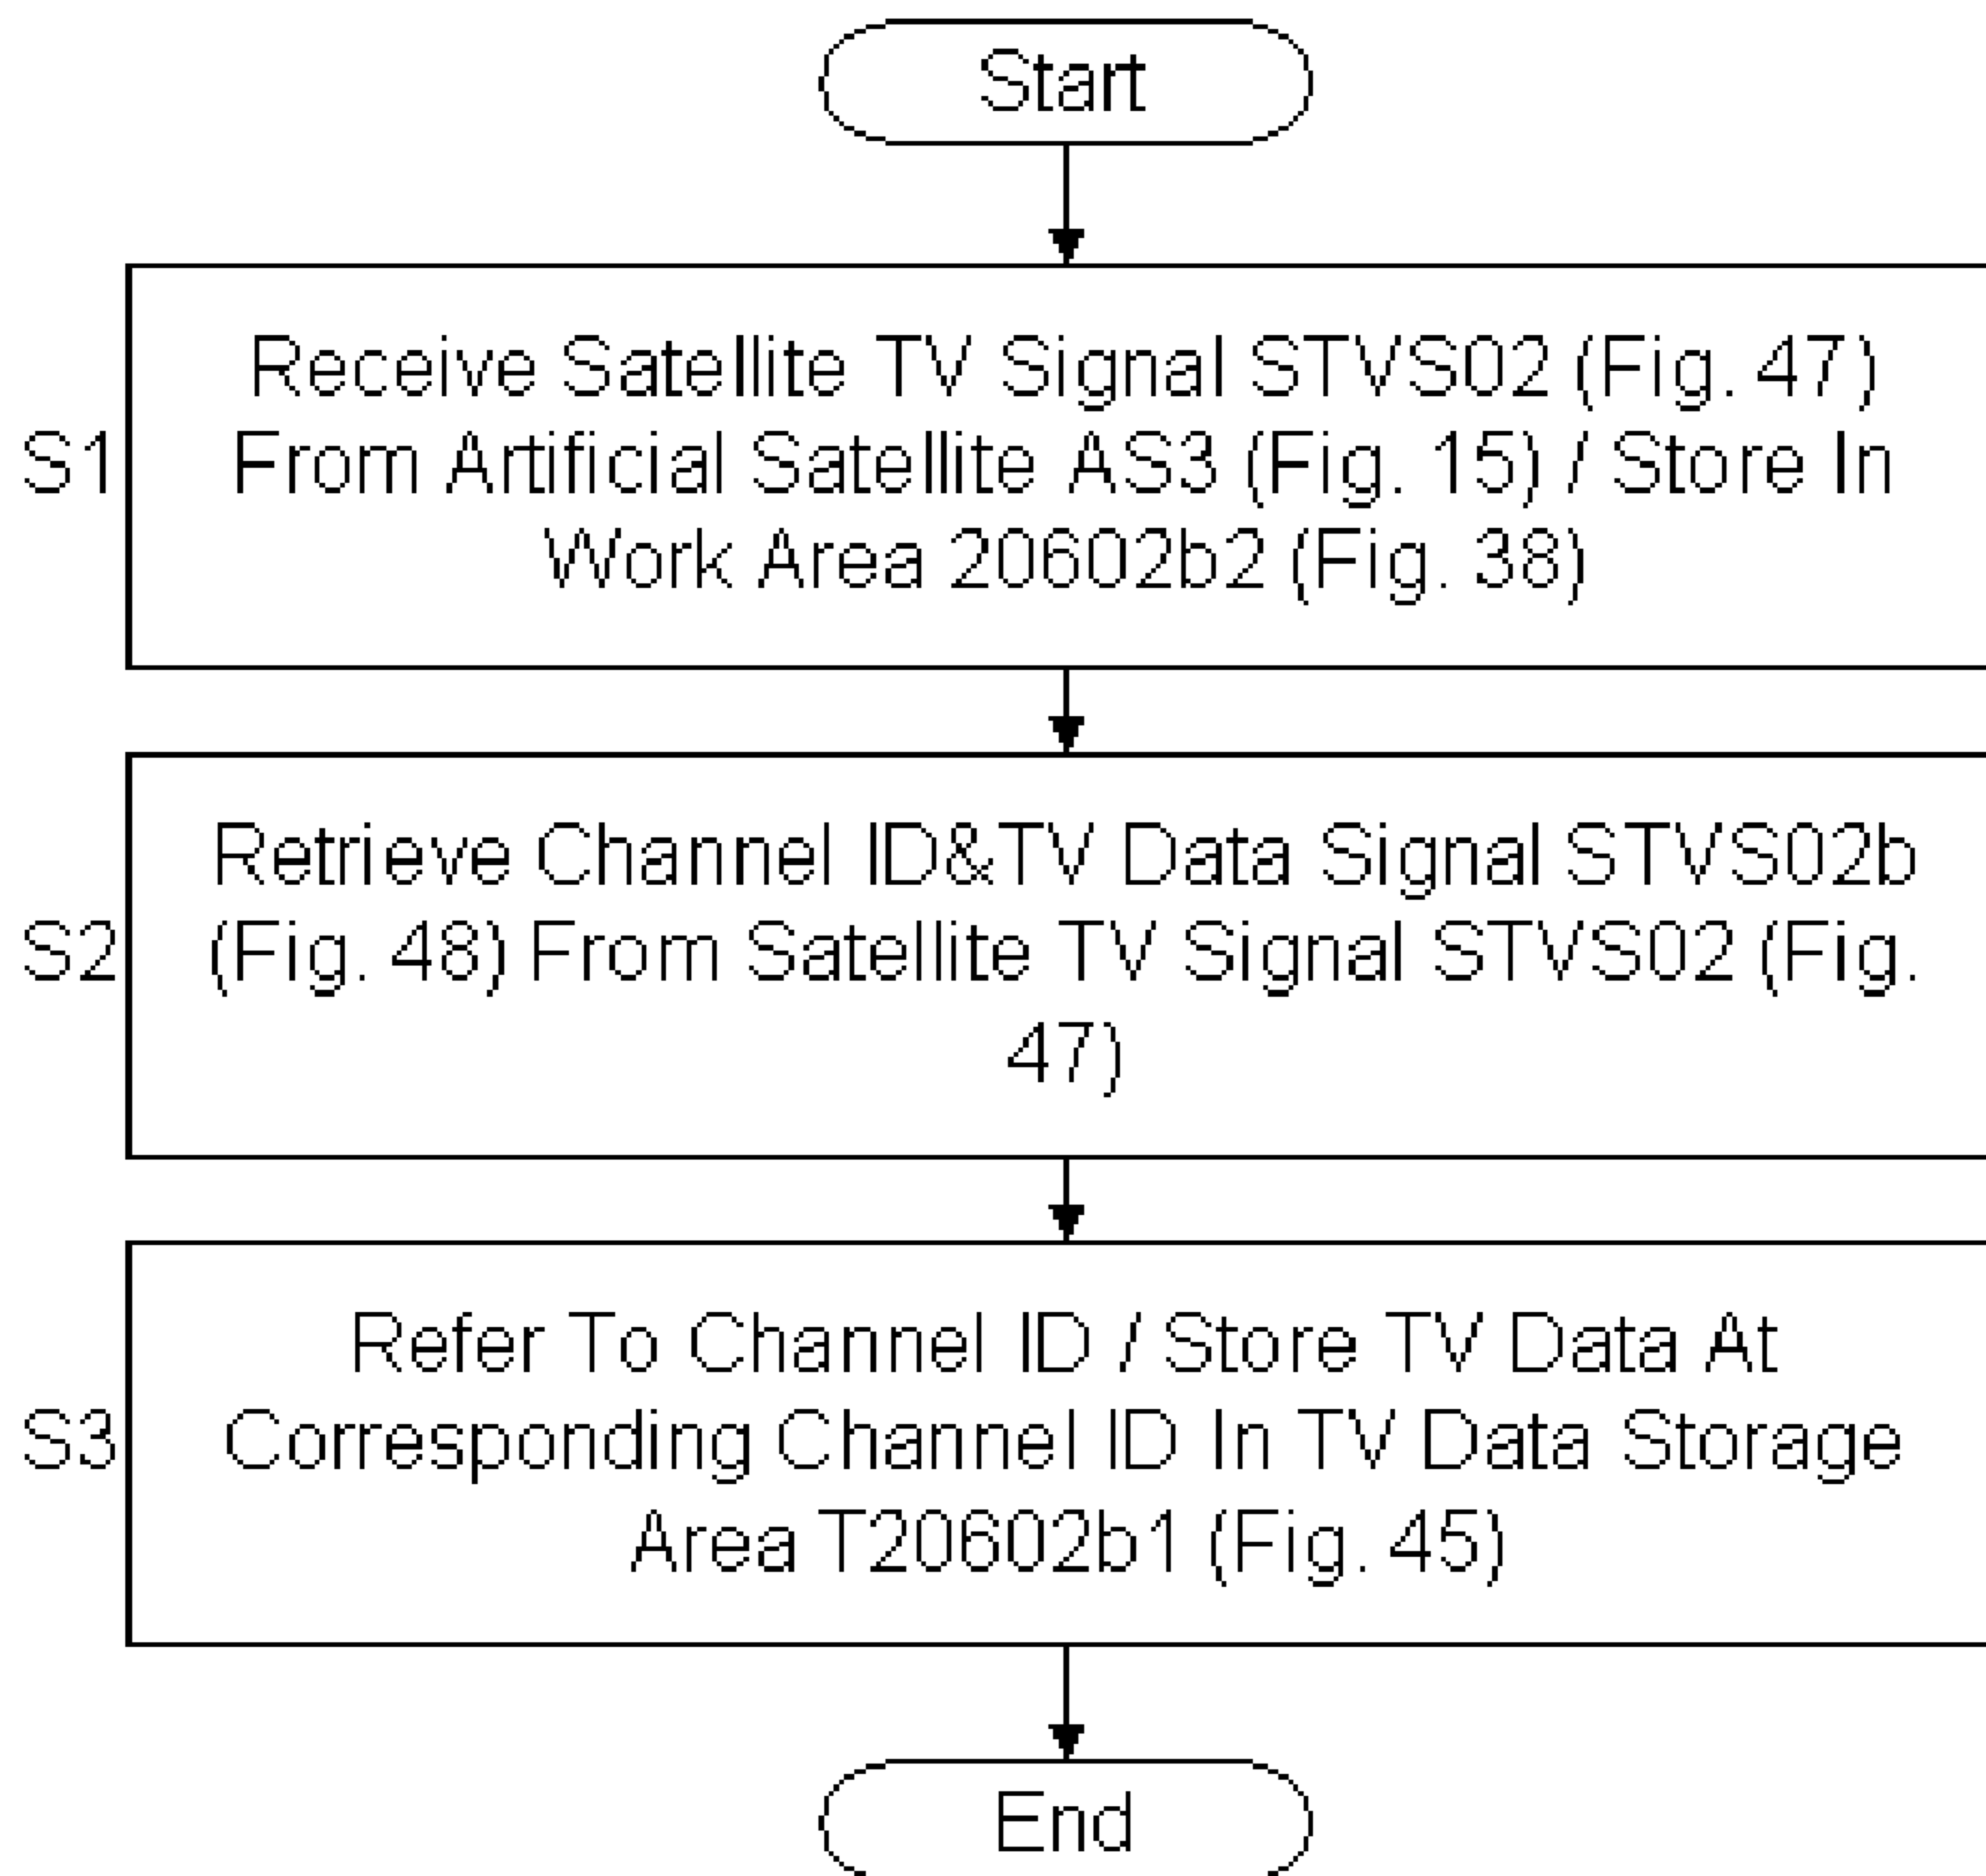 Start
Receive Satellite TV Signal STVS02 (Fig. 47)
S1 From Artificial Satellite AS3 (Fig. 15) / Store In
Work Area 20602b2 (Fig. 38)
Retrieve Channel ID&TV Data Signal STVS02b
S2 (Fig. 48) From Satellite TV Signal STVS02 (Fig.
47)
Refer To Channel ID / Store TV Data At
S3 Corresponding Channel ID In TV Data Storage
Area T20602b1 (Fig. 45)
End